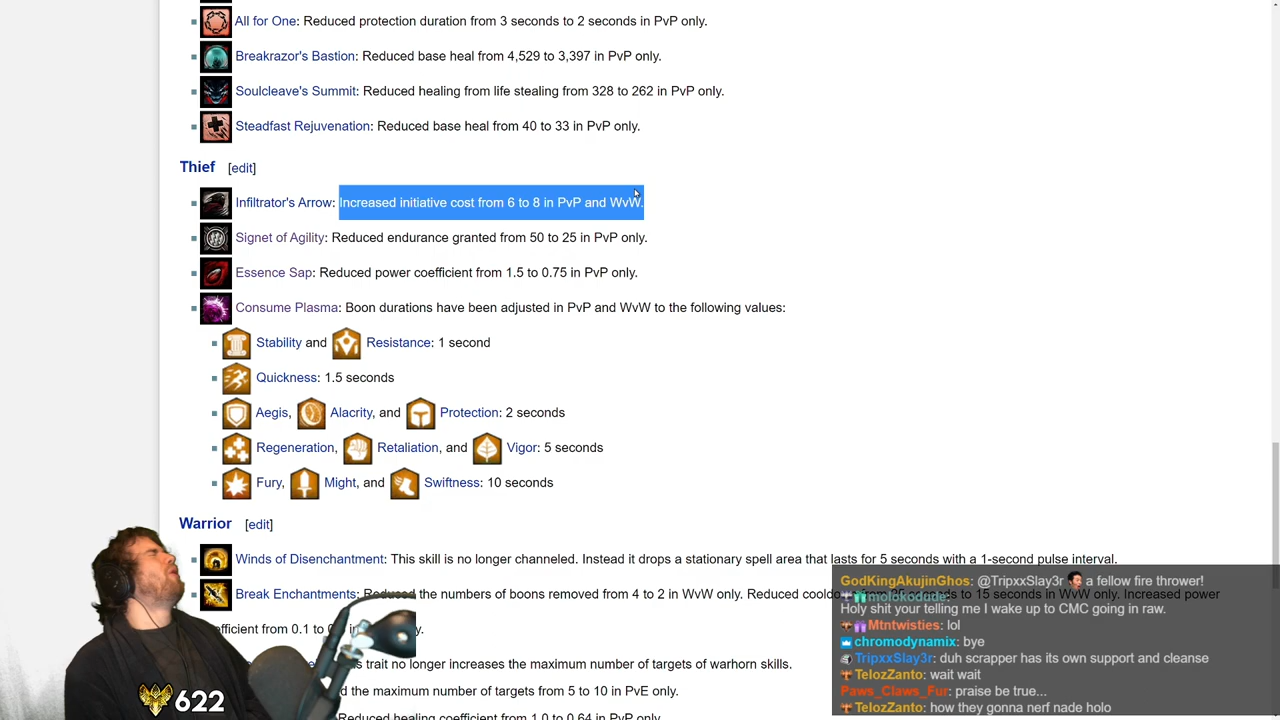 All for One: Reduced protection duration from 3 seconds to 2 seconds in PvP only.
Breakrazor's Bastion: Reduced base heal from 4,529 to 3,397 in PvP only.
Soulcleave's Summit: Reduced healing from life stealing from 328 to 262 in PvP only.
Steadfast Rejuvenation: Reduced base heal from 40 to 33 in PvP only.
Thief [edit]
Infiltrator's Arrow: Increased initiative cost from 6 to 8 in PvP and WvW.
Signet of Agility: Reduced endurance granted from 50 to 25 in PvP only.
Essence Sap: Reduced power coefficient from 1.5 to 0.75 in PvP only.
Consume Plasma: Boon durations have been adjusted in PvP and WvW to the following values:
Stability and Resistance: 1 second
Quickness: 1.5 seconds
Aegis, Alacrity, and Protection: 2 seconds
Regeneration, Retaliation, and Vigor: 5 seconds
Fury, Might, and Swiftness: 10 seconds
Warrior [edit]
Winds of Disenchantment: This skill is no longer channeled. Instead it drops a stationary spell area that lasts for 5 seconds with a 1-second pulse interval.
Break Enchantments: Reduced the numbers of boons removed from 4 to 2 in WvW only. Reduced to 15 seconds in WvW only. Increased power
from 0.1 to
trait no longer increases the maximum number of targets of warhorn skills.
the maximum number of targets from 5 to 10 in PvE only.
Reduced healing coefficient from 1.0 to 0.64 in PvP only.
GodKingAkujinGhos: @TripxxSlay3r a fellow fire thrower!
molokodude:
Holy shit your telling me I wake up to CMC going in raw.
Mtntwisties: lol
chromodynamix: bye
TripxxSlay3r: duh scrapper has its own support and cleanse
TelozZanto: wait wait
Paws_Claws_Fur: praise be true...
TelozZanto: how they gonna nerf nade holo
622